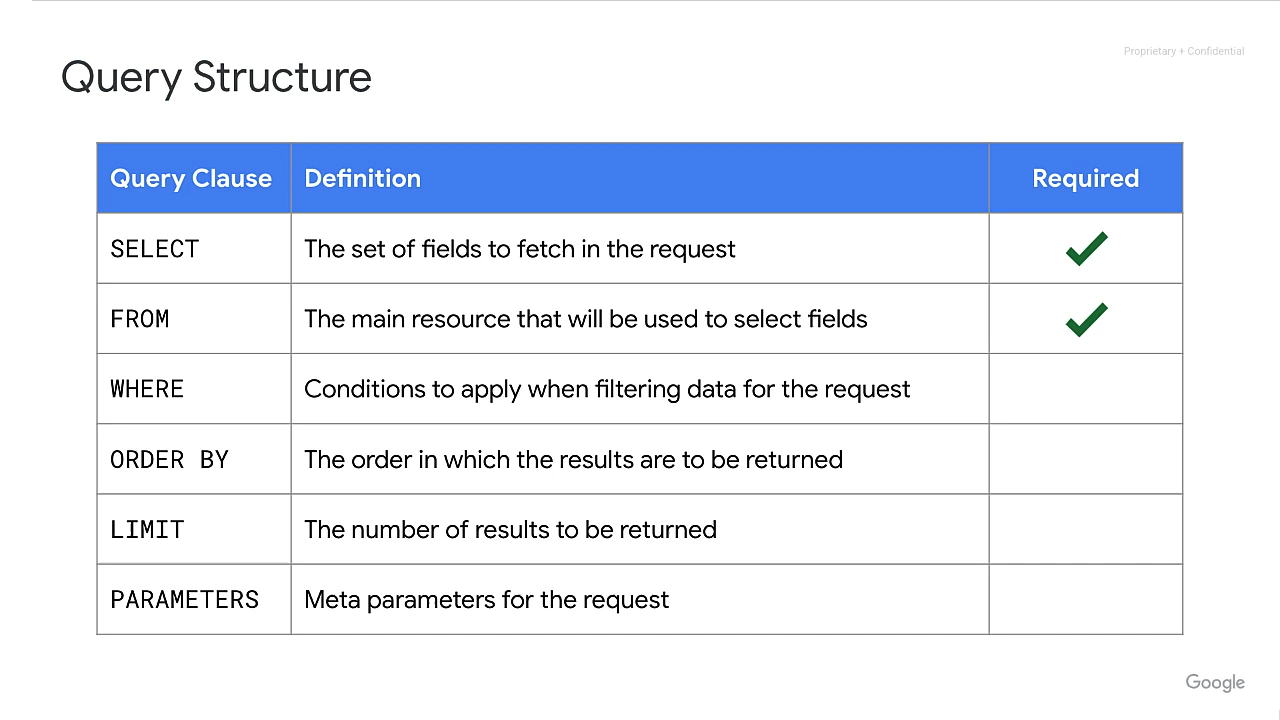 Proprietary + Confidential
Query Structure
Query Clause Definition Required
SELECT The set of fields to fetch in the request
FROM The main resource that will be used to select fields
WHERE Conditions to apply when filtering data for the request
ORDER BY The order in which the results are to be returned
LIMIT The number of results to be returned
PARAMETERS Meta parameters for the request
Google